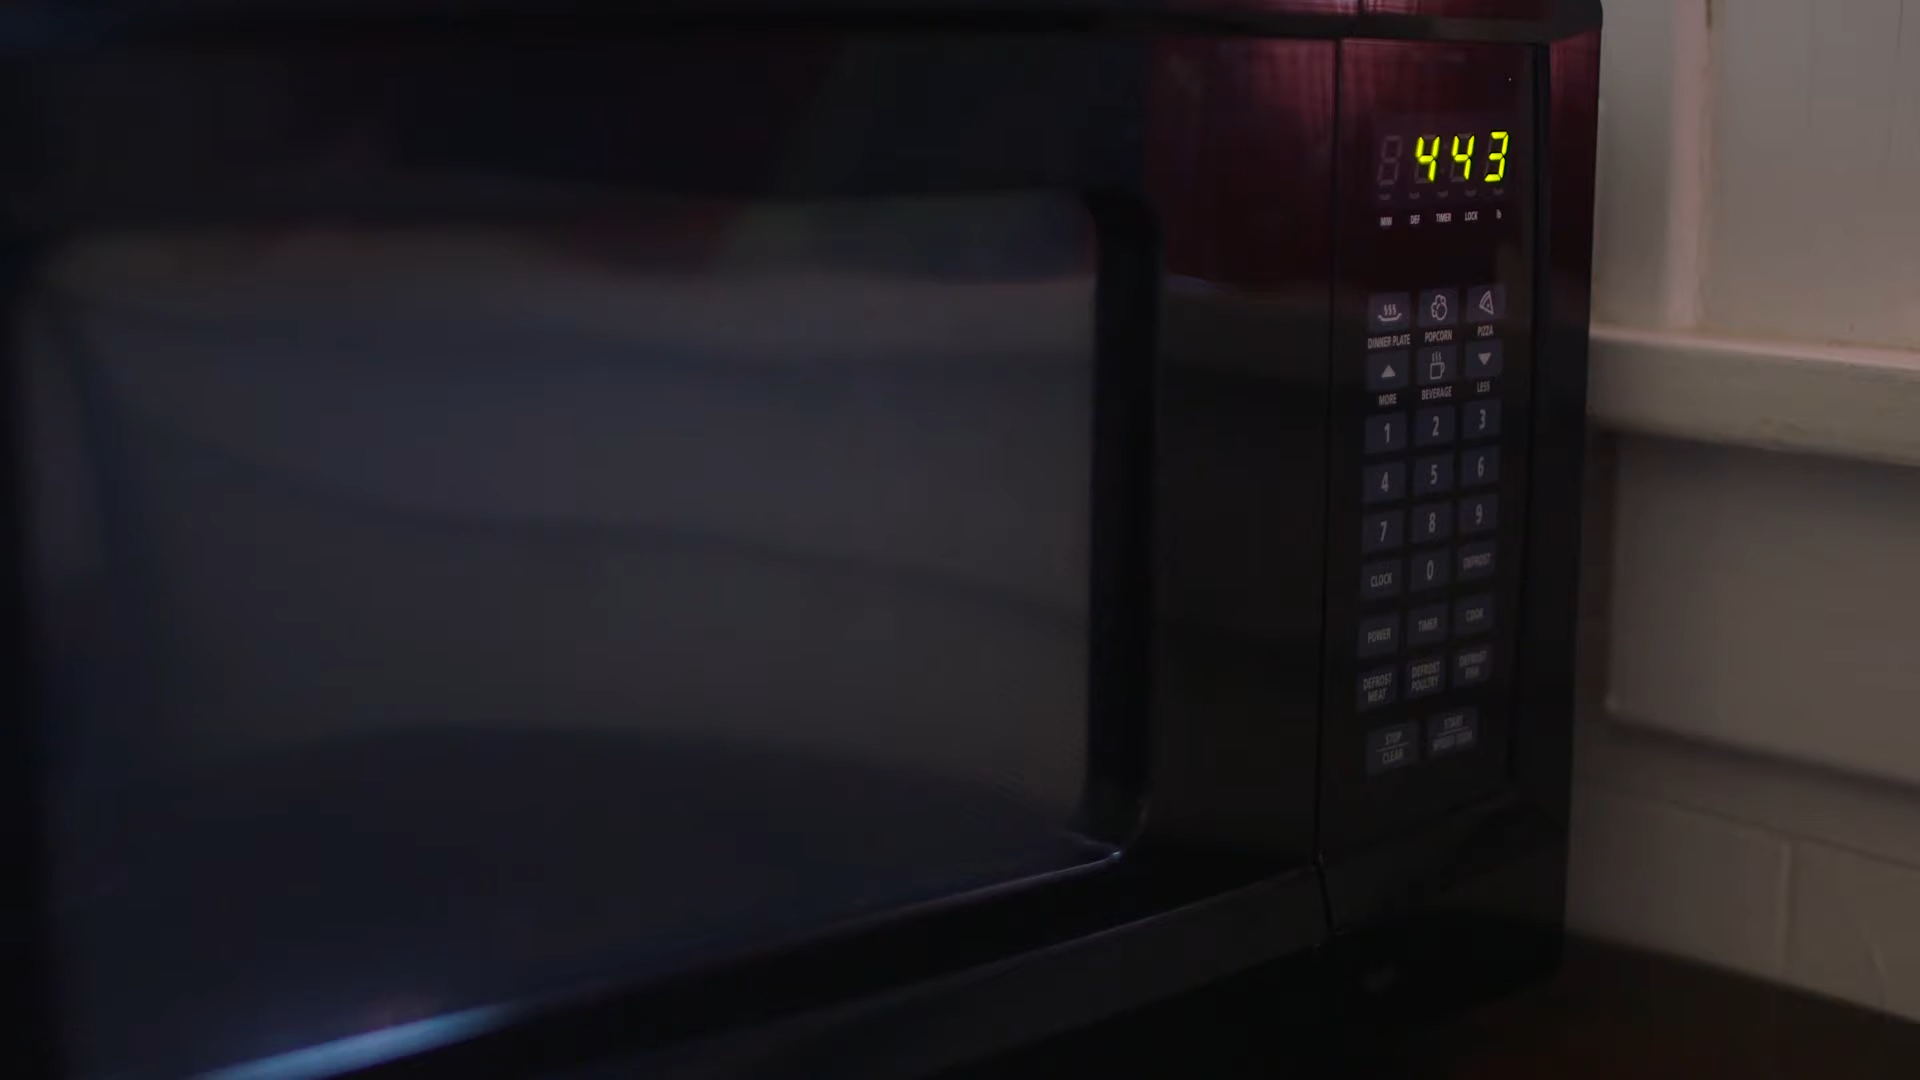 443
MW DEF TIMER LOCK lb
DINNER PLATE POPCORN PIZZA
MORE BEVERAGE LESS
1 2 3
4 5 6
7 8 9
CLOCK 0 DEFROST
POWER TIMER COOK
DEFROST MEAT DEFROST POULTRY DEFROST FISH
STOP CLEAR START